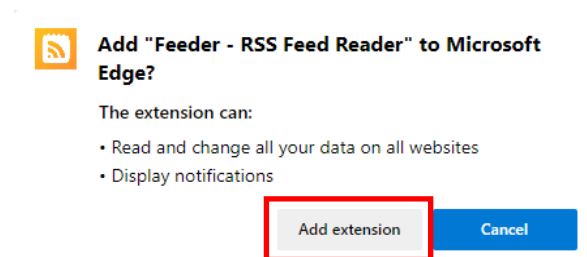 Add "Feeder - RSS Feed Reader" to Microsoft
Edge?
The extension can:
• Read and change all your data on all websites
• Display notifications
Add extension
Cancel